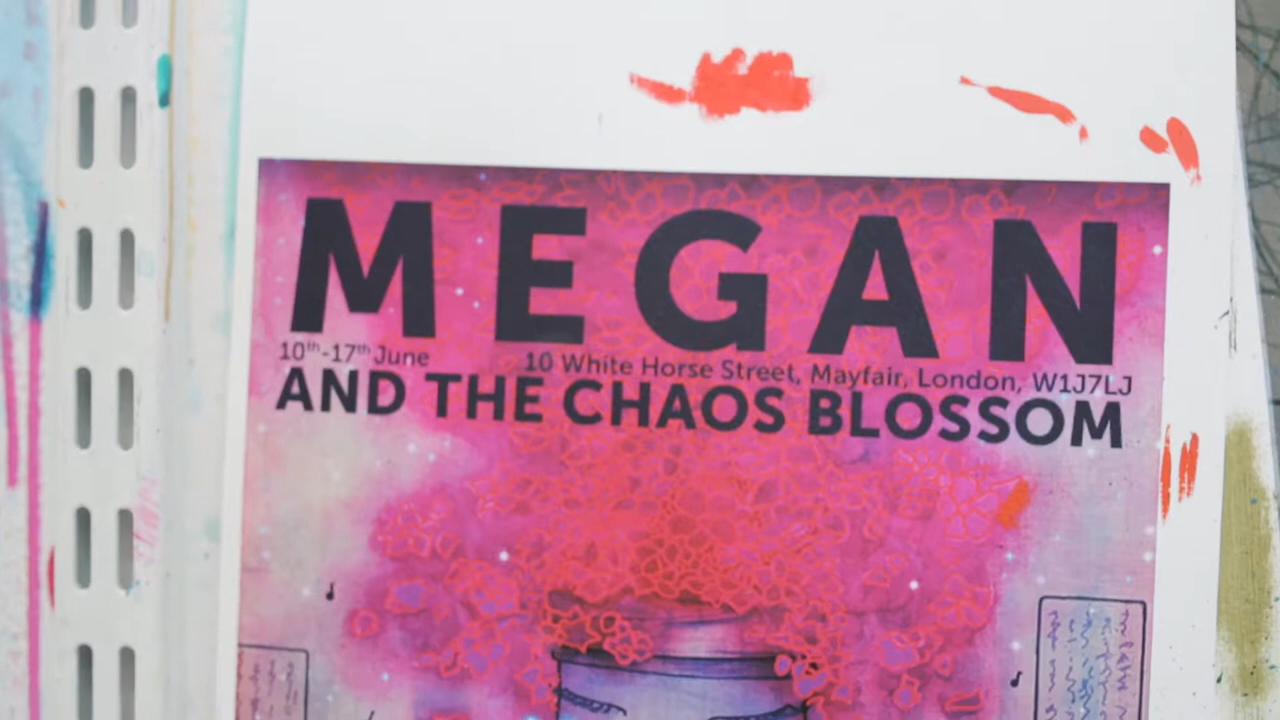 MEGAN
10th-17th June 10 White Horse Street, Mayfair, London, W1J7LJ
AND THE CHAOS BLOSSOM